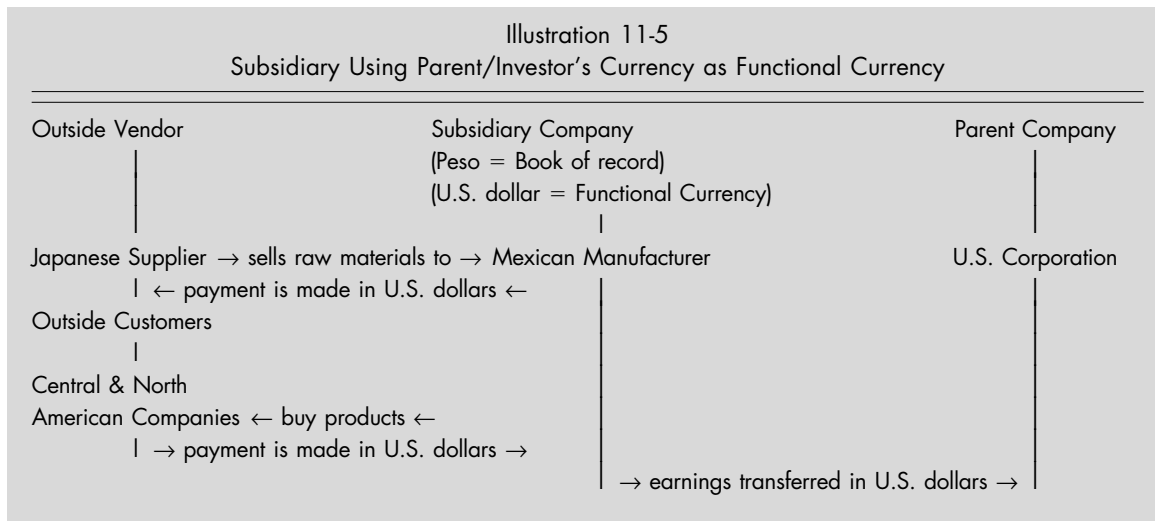 Illustration 11-5
Subsidiary Using Parent/Investor's Currency as Functional Currency
Outside Vendor Subsidiary Company Parent Company
(Peso = Book of record)
(U.S. dollar = Functional Currency)
Japanese Supplier → sells raw materials to → Mexican Manufacturer U.S. Corporation
← payment is made in U.S. dollars ←
Outside Customers
Central & North
American Companies ← buy products ←
→ payment is made in U.S. dollars →
→ earnings transferred in U.S. dollars →